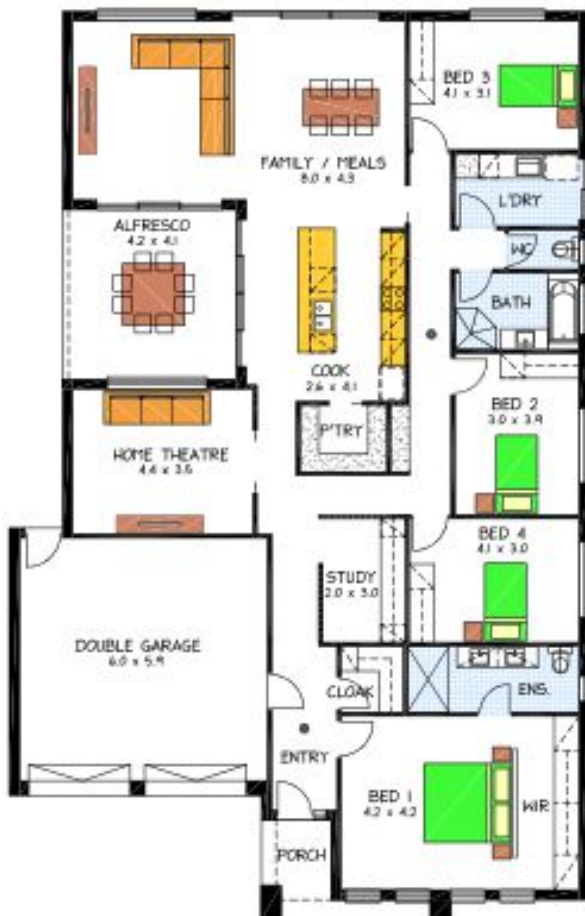 BED 3
4.1 x 3.1
FAMILY / MEALS
8.0 x 4.3
L'DRY
ALFRESCO
4.2 x 4.1
WC
BATH
COOK
2.6 x 4.1
BED 2
3.0 x 3.9
P'TRY
HOME THEATRE
4.4 x 3.5
BED 4
4.1 x 3.0
STUDY
2.0 x 3.0
DOUBLE GARAGE
6.0 x 5.9
CLOAK
ENS.
ENTRY
BED 1
4.2 x 4.2
WIR
PORCH